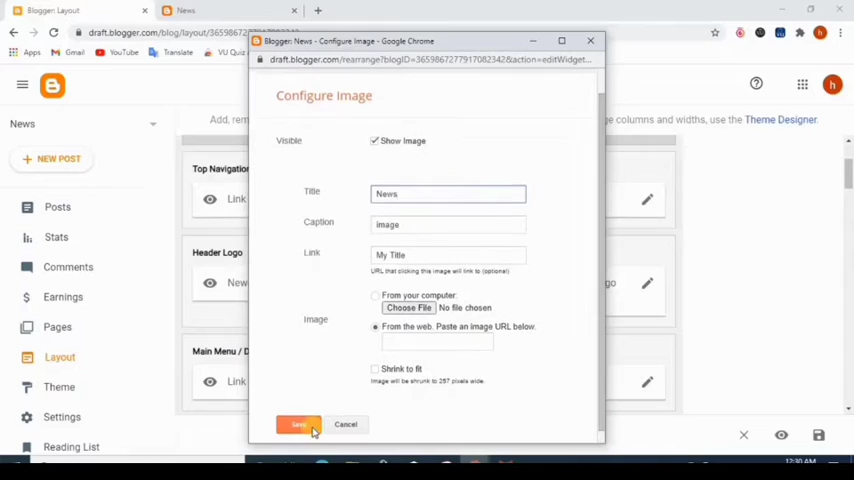 Blogger: Layout
News
draft.blogger.com/blog/layout/36598672
Apps
Gmail
YouTube
Translate
Blogger: News - Configure Image - Google Chrome
draft.blogger.com/rearrange?blogID=3659867277917082342&action=editWidget...
h
News
NEW POST
Posts
Stats
Comments
Earnings
Pages
Layout
Theme
Settings
Reading List
Add, rem
ge columns and widths, use the Theme Designer.
Top Navigation
Link
Header Logo
New
Main Menu / D
Link
Configure Image
Visible
Show Image
Title
News
Caption
image
Link
My Title
URL that clicking this image will link to (optional)
Image
From your computer:
Choose File No file chosen
From the web. Paste an image URL below.
Shrink to fit
Image will be shrunk to 257 pixels wide.
Save
Cancel
12:30 AM